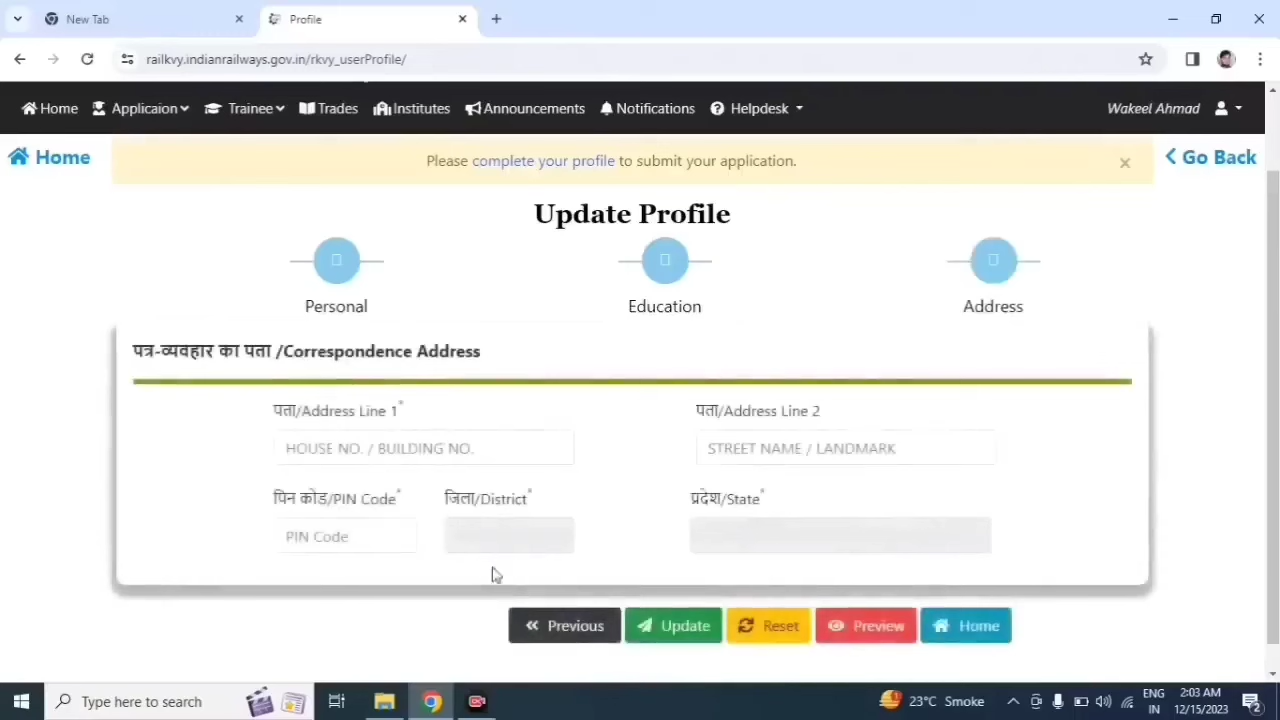 New Tab
Profile
railkvy.indianrailways.gov.in/rkvy_userProfile/
Home Applicaion Trainee Trades Institutes Announcements Notifications Helpdesk Wakeel Ahmad
Home
Please complete your profile to submit your application.
Go Back
Update Profile
Personal Education Address
पत्र-व्यवहार का पता /Correspondence Address
पता/Address Line 1* पता/Address Line 2
HOUSE NO. / BUILDING NO. STREET NAME / LANDMARK
पिन कोड/PIN Code* जिला/District* प्रदेश/State*
PIN Code
Previous Update Reset Preview Home
Type here to search
23°C Smoke
ENG
IN
2:03 AM
12/15/2023
2